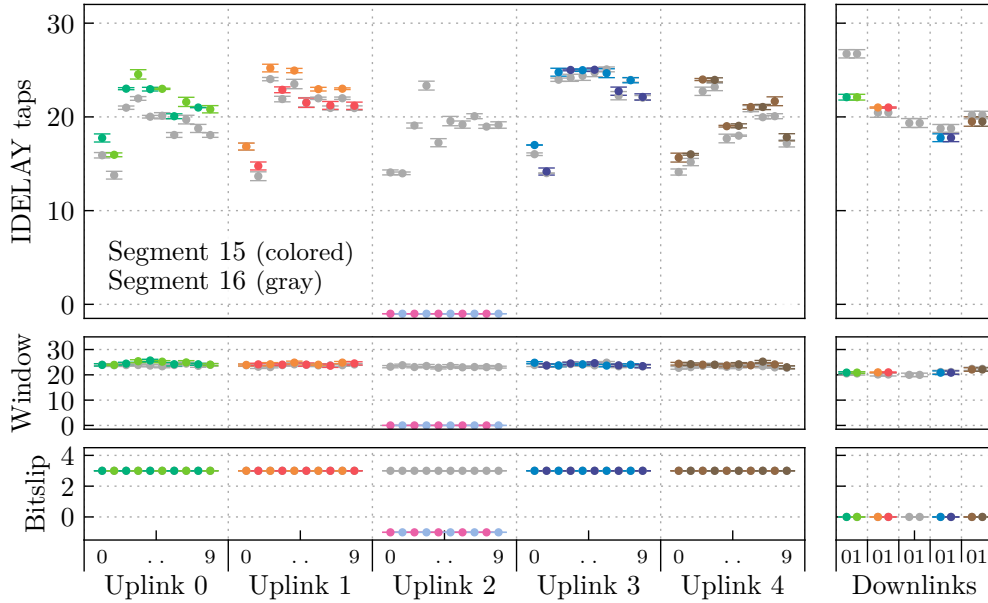 30
20
10
0
IDELAY taps
Segment 15 (colored)
Segment 16 (gray)
30
20
10
0
Window
4
2
0
Bitslip
0 .. 9 0 .. 9 0 .. 9 0 .. 9 0 .. 9 01 01 01 01 01
Uplink 0 Uplink 1 Uplink 2 Uplink 3 Uplink 4 Downlinks